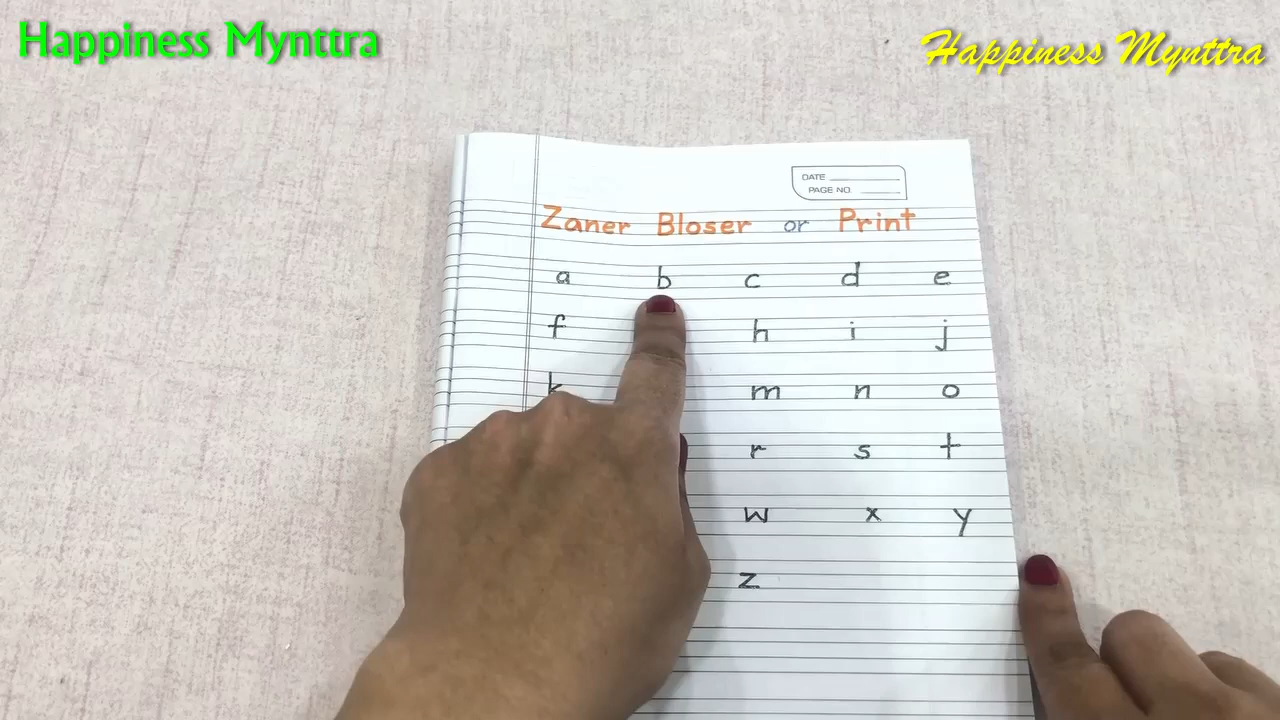 Happiness Mynttra
Happiness Mynttra
DATE
PAGE NO.
Zaner Bloser or Print
a b c d e
f h i j
k m n o
r s t
w x y
z